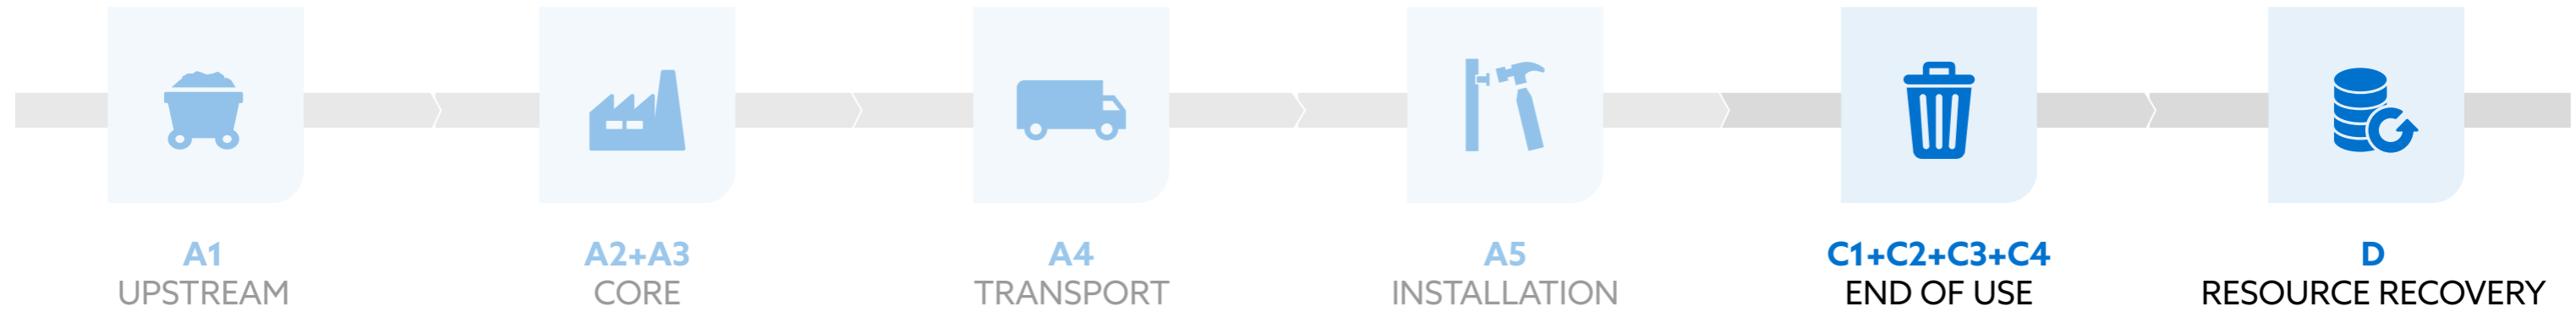 A1
UPSTREAM
A2+A3
CORE
A4
TRANSPORT
A5
INSTALLATION
C1+C2+C3+C4
END OF USE
D
RESOURCE RECOVERY